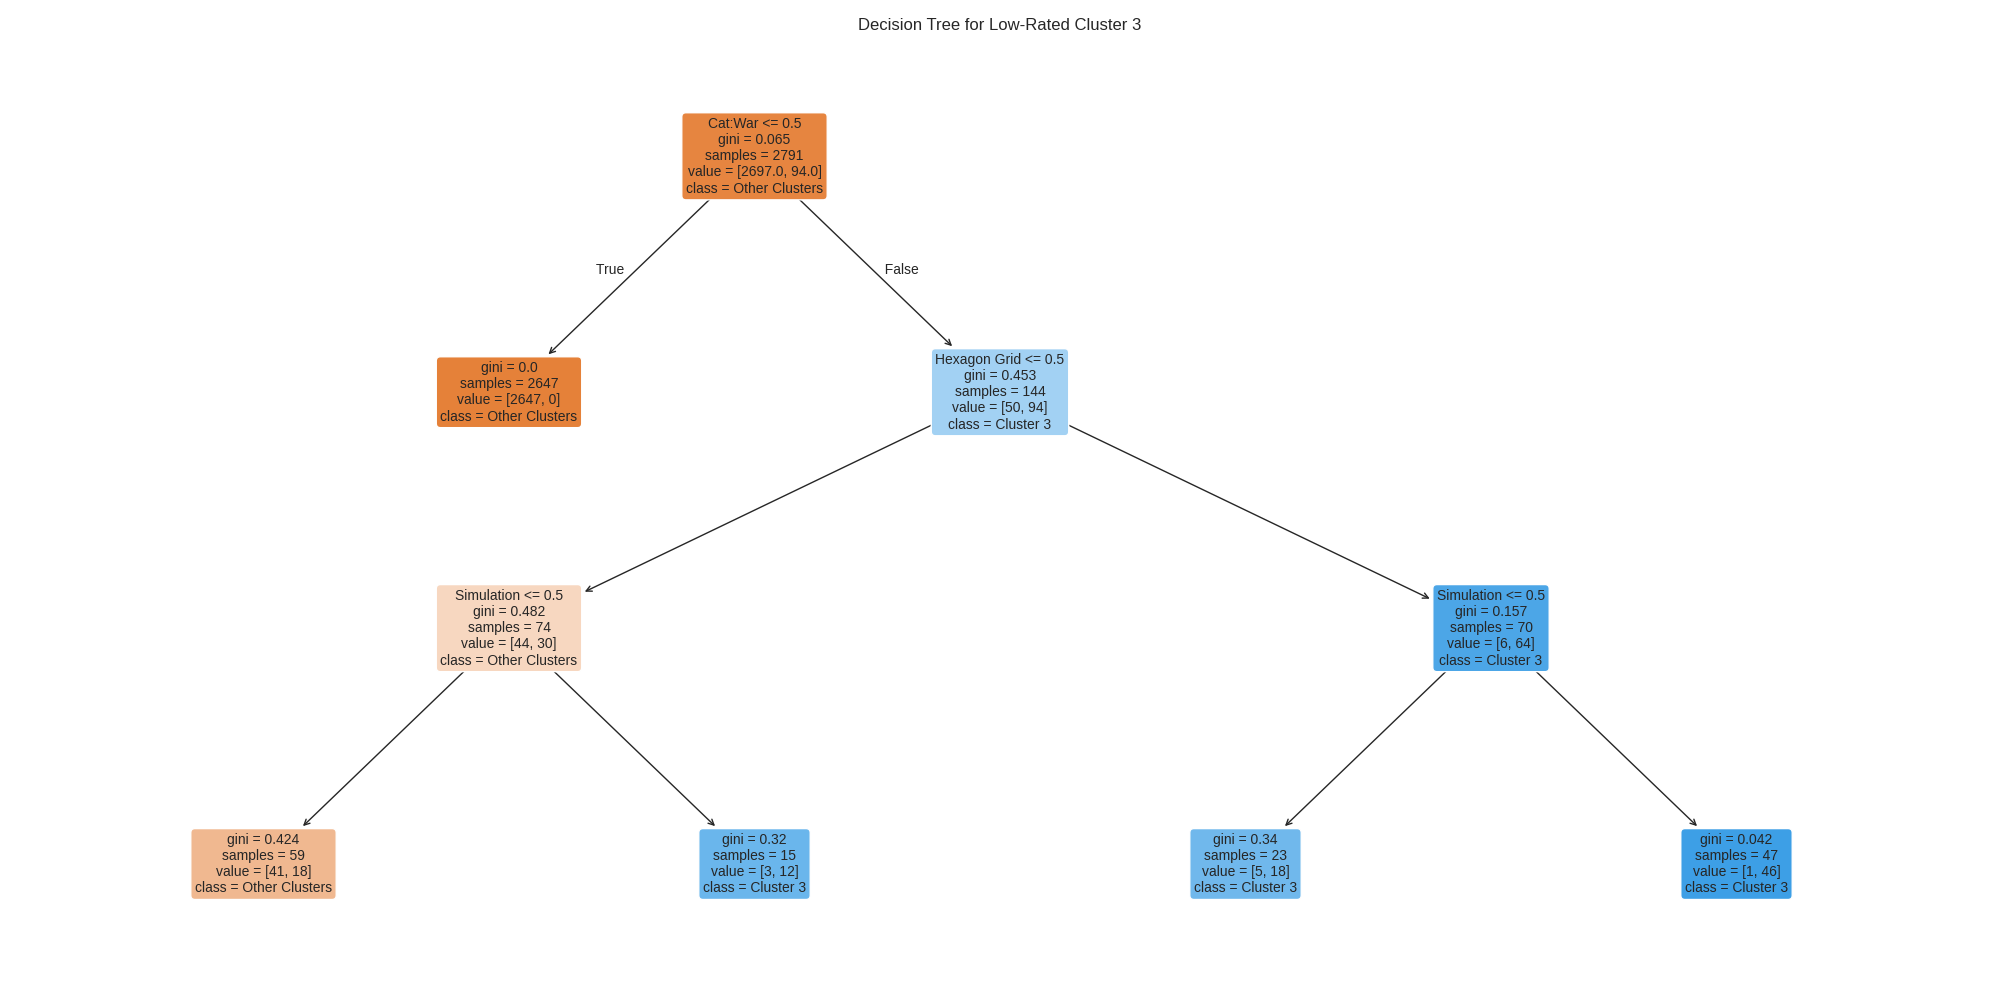 Decision Tree for Low-Rated Cluster 3
Cat:War <= 0.5
gini = 0.065
samples = 2791
value = [2697.0, 94.0]
class = Other Clusters
True
False
gini = 0.0
samples = 2647
value = [2647, 0]
class = Other Clusters
Hexagon Grid <= 0.5
gini = 0.453
samples = 144
value = [50, 94]
class = Cluster 3
Simulation <= 0.5
gini = 0.482
samples = 74
value = [44, 30]
class = Other Clusters
Simulation <= 0.5
gini = 0.157
samples = 70
value = [6, 64]
class = Cluster 3
gini = 0.424
samples = 59
value = [41, 18]
class = Other Clusters
gini = 0.32
samples = 15
value = [3, 12]
class = Cluster 3
gini = 0.34
samples = 23
value = [5, 18]
class = Cluster 3
gini = 0.042
samples = 47
value = [1, 46]
class = Cluster 3